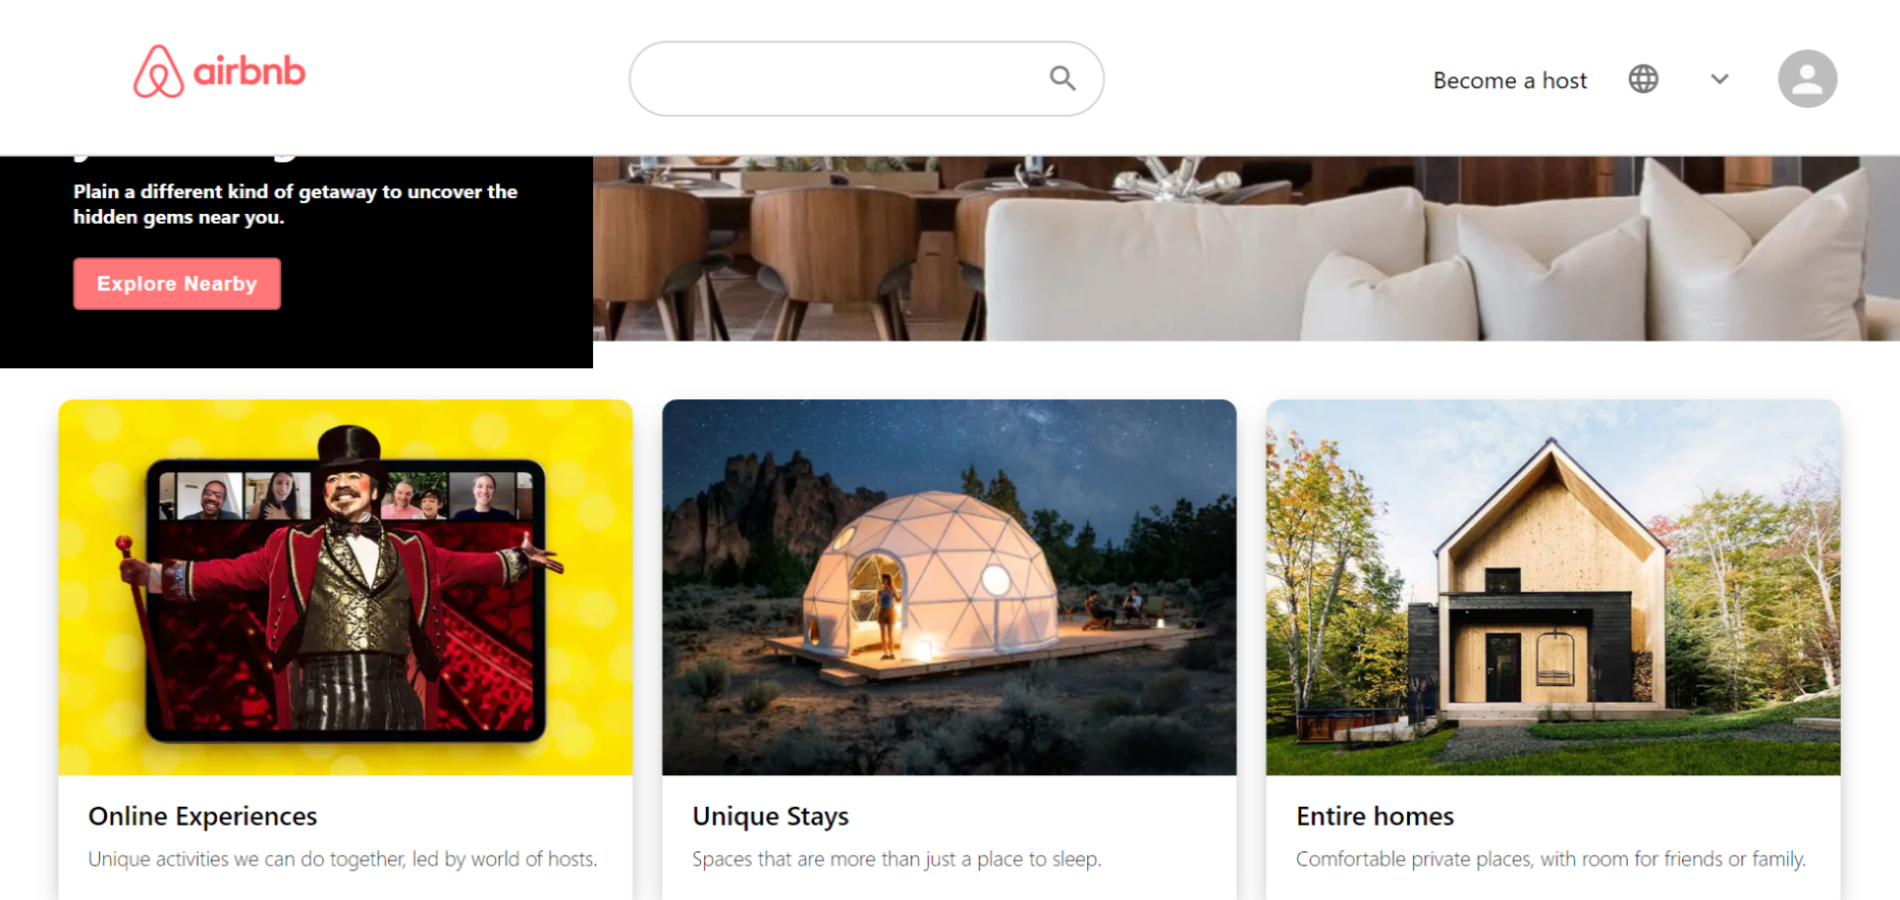 airbnb
Become a host
Plain a different kind of getaway to uncover the
hidden gems near you.
Explore Nearby
Online Experiences
Unique activities we can do together, led by world of hosts.
Unique Stays
Spaces that are more than just a place to sleep.
Entire homes
Comfortable private places, with room for friends or family.